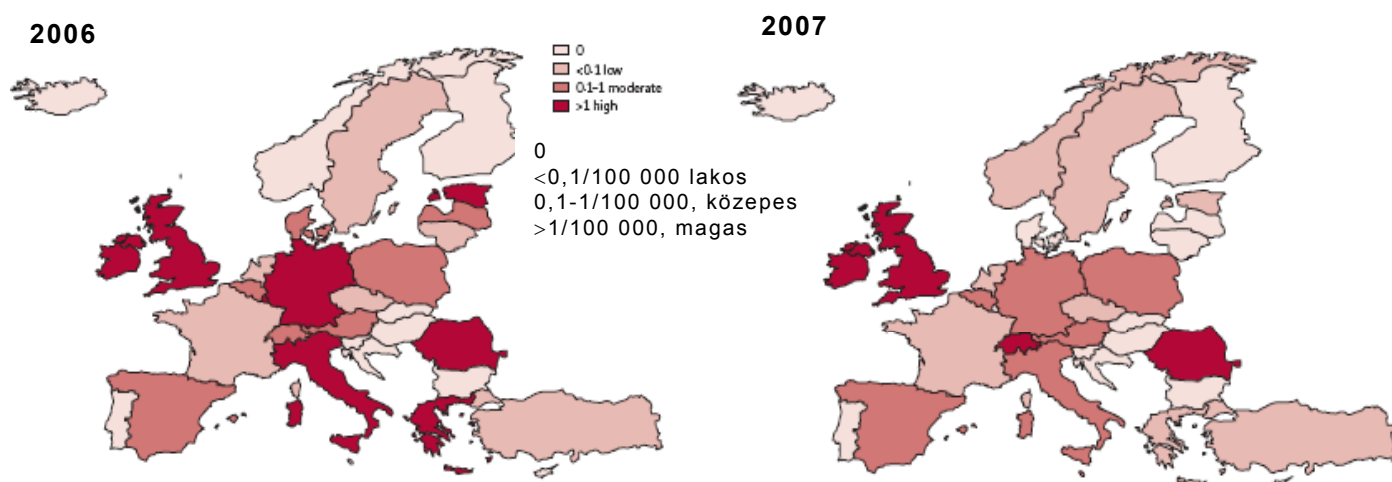 2006
2007
0
<0·1 low
0·1–1 moderate
>1 high
0
<0,1/100 000 lakos
0,1-1/100 000, közepes
>1/100 000, magas